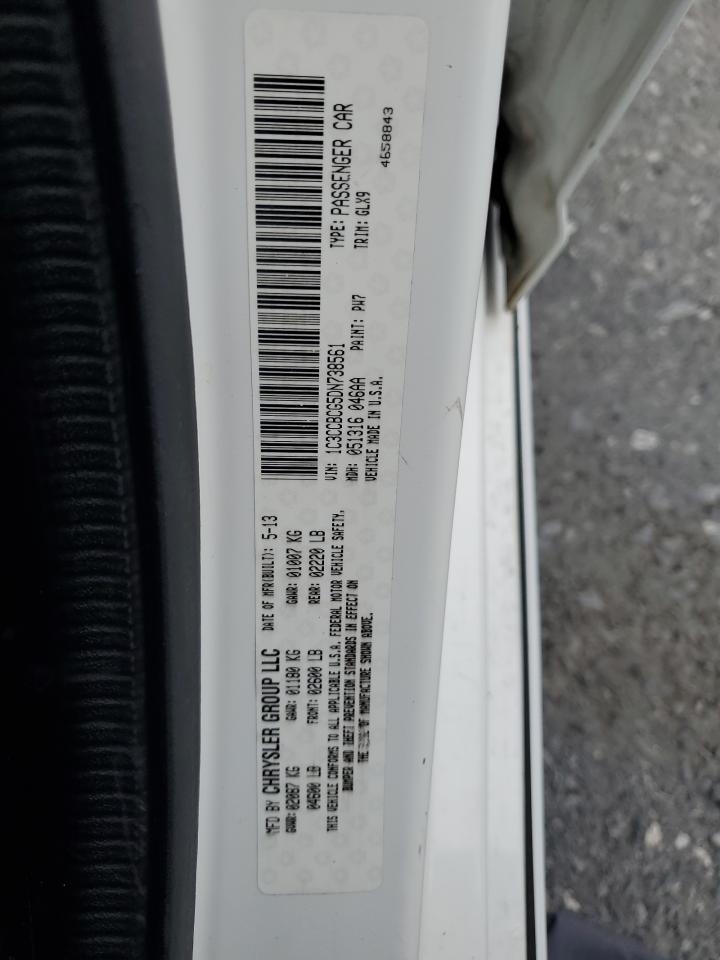 MFD BY CHRYSLER GROUP LLC DATE OF MFR(BUILT): 5-13
GVWR: 02087 KG GAWR: 01180 KG GAWR: 01007 KG
04600 LB FRONT: 02600 LB REAR: 02220 LB
THIS VEHICLE CONFORMS TO ALL APPLICABLE U.S.A. FEDERAL MOTOR VEHICLE SAFETY,
BUMPER AND THEFT PREVENTION STANDARDS IN EFFECT ON
THE DATE OF MANUFACTURE SHOWN ABOVE.
VIN: 1C3CCBCG5DN738561 TYPE: PASSENGER CAR
MDH: 051316 046AA PAINT: PW7 TRIM: GLX9
VEHICLE MADE IN U.S.A.
4658843